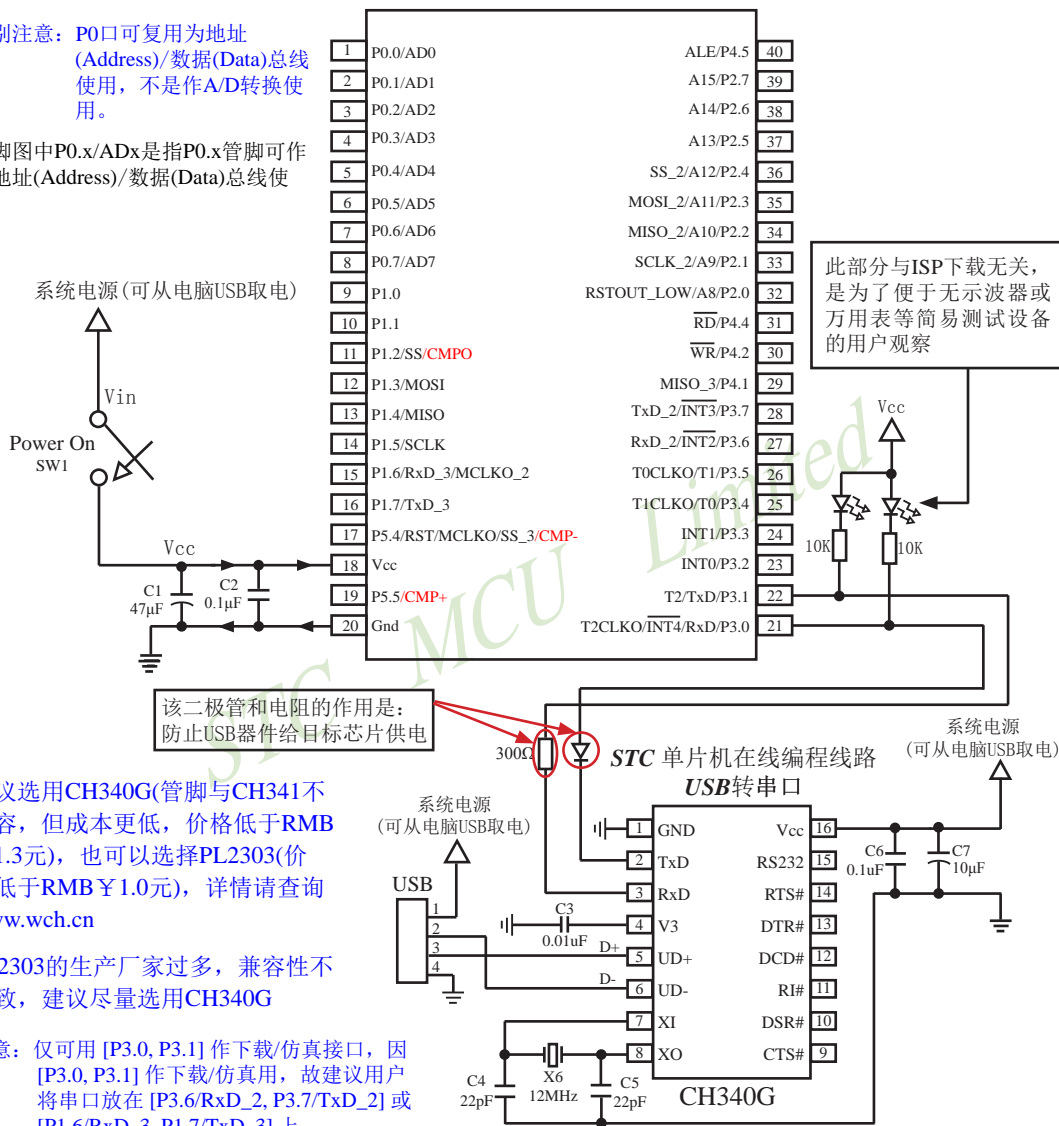 别注意：P0口可复用为地址
(Address)/数据(Data)总线
使用，不是作A/D转换使
用。
脚图中P0.x/ADx是指P0.x管脚可作
地址(Address)/数据(Data)总线使
系统电源(可从电脑USB取电)
Vin
Power On
SW1
Vcc
C1
47μF
C2
0.1μF
1 P0.0/AD0
2 P0.1/AD1
3 P0.2/AD2
4 P0.3/AD3
5 P0.4/AD4
6 P0.5/AD5
7 P0.6/AD6
8 P0.7/AD7
9 P1.0
10 P1.1
11 P1.2/SS/CMPO
12 P1.3/MOSI
13 P1.4/MISO
14 P1.5/SCLK
15 P1.6/RxD_3/MCLKO_2
16 P1.7/TxD_3
17 P5.4/RST/MCLKO/SS_3/CMP-
18 Vcc
19 P5.5/CMP+
20 Gnd
ALE/P4.5 40
A15/P2.7 39
A14/P2.6 38
A13/P2.5 37
SS_2/A12/P2.4 36
MOSI_2/A11/P2.3 35
MISO_2/A10/P2.2 34
SCLK_2/A9/P2.1 33
RSTOUT_LOW/A8/P2.0 32
RD/P4.4 31
WR/P4.2 30
MISO_3/P4.1 29
TxD_2/INT3/P3.7 28
RxD_2/INT2/P3.6 27
T0CLKO/T1/P3.5 26
T1CLKO/T0/P3.4 25
INT1/P3.3 24
INT0/P3.2 23
T2/TxD/P3.1 22
T2CLKO/INT4/RxD/P3.0 21
STC MCU Limited
此部分与ISP下载无关，
是为了便于无示波器或
万用表等简易测试设备
的用户观察
Vcc
10K
10K
该二极管和电阻的作用是：
防止USB器件给目标芯片供电
300Ω
STC 单片机在线编程线路
USB转串口
系统电源
(可从电脑USB取电)
议选用CH340G(管脚与CH341不
容，但成本更低，价格低于RMB
1.3元)，也可以选择PL2303(价
低于RMB￥1.0元)，详情请查询
w.wch.cn
2303的生产厂家过多，兼容性不
致，建议尽量选用CH340G
意：仅可用 [P3.0, P3.1] 作下载/仿真接口，因
[P3.0, P3.1] 作下载/仿真用，故建议用户
将串口放在 [P3.6/RxD_2, P3.7/TxD_2] 或
[P1.6/RxD_3, P1.7/TxD_3] 上
系统电源
(可从电脑USB取电)
USB
1
2
3
4
C3
0.01uF
D+
D-
1 GND
2 TxD
3 RxD
4 V3
5 UD+
6 UD-
7 XI
8 XO
Vcc 16
RS232 15
RTS# 14
DTR# 13
DCD# 12
RI# 11
DSR# 10
CTS# 9
CH340G
C6
0.1uF
C7
10μF
C4
22pF
X6
12MHz
C5
22pF